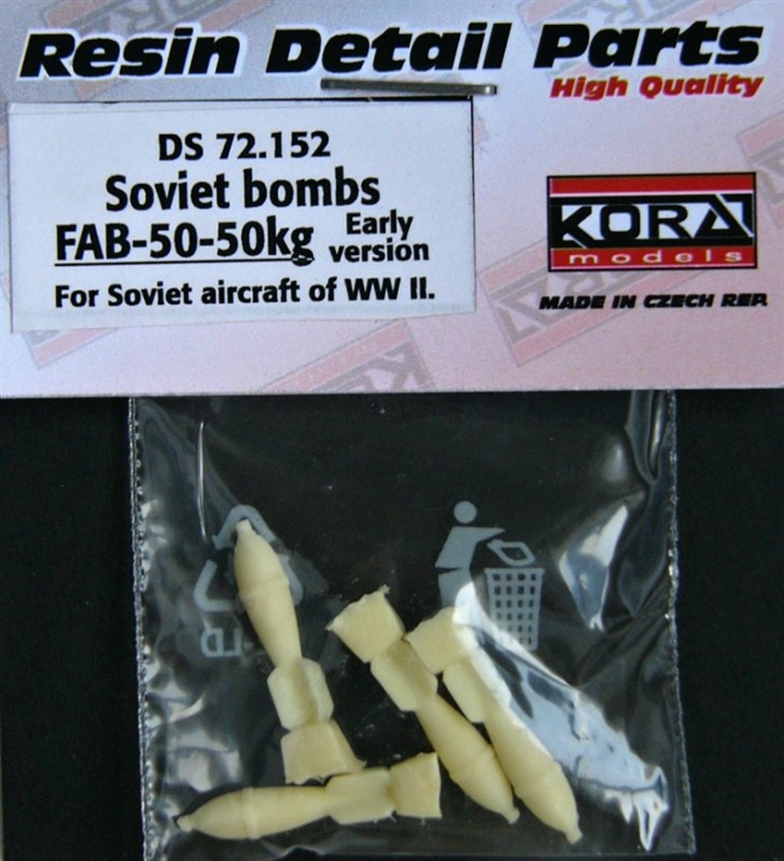 Resin Detail Parts
High Quality
DS 72.152
Soviet bombs
FAB-50-50kg Early version
For Soviet aircraft of WW II.
KORA
models
MADE IN CZECH REP.